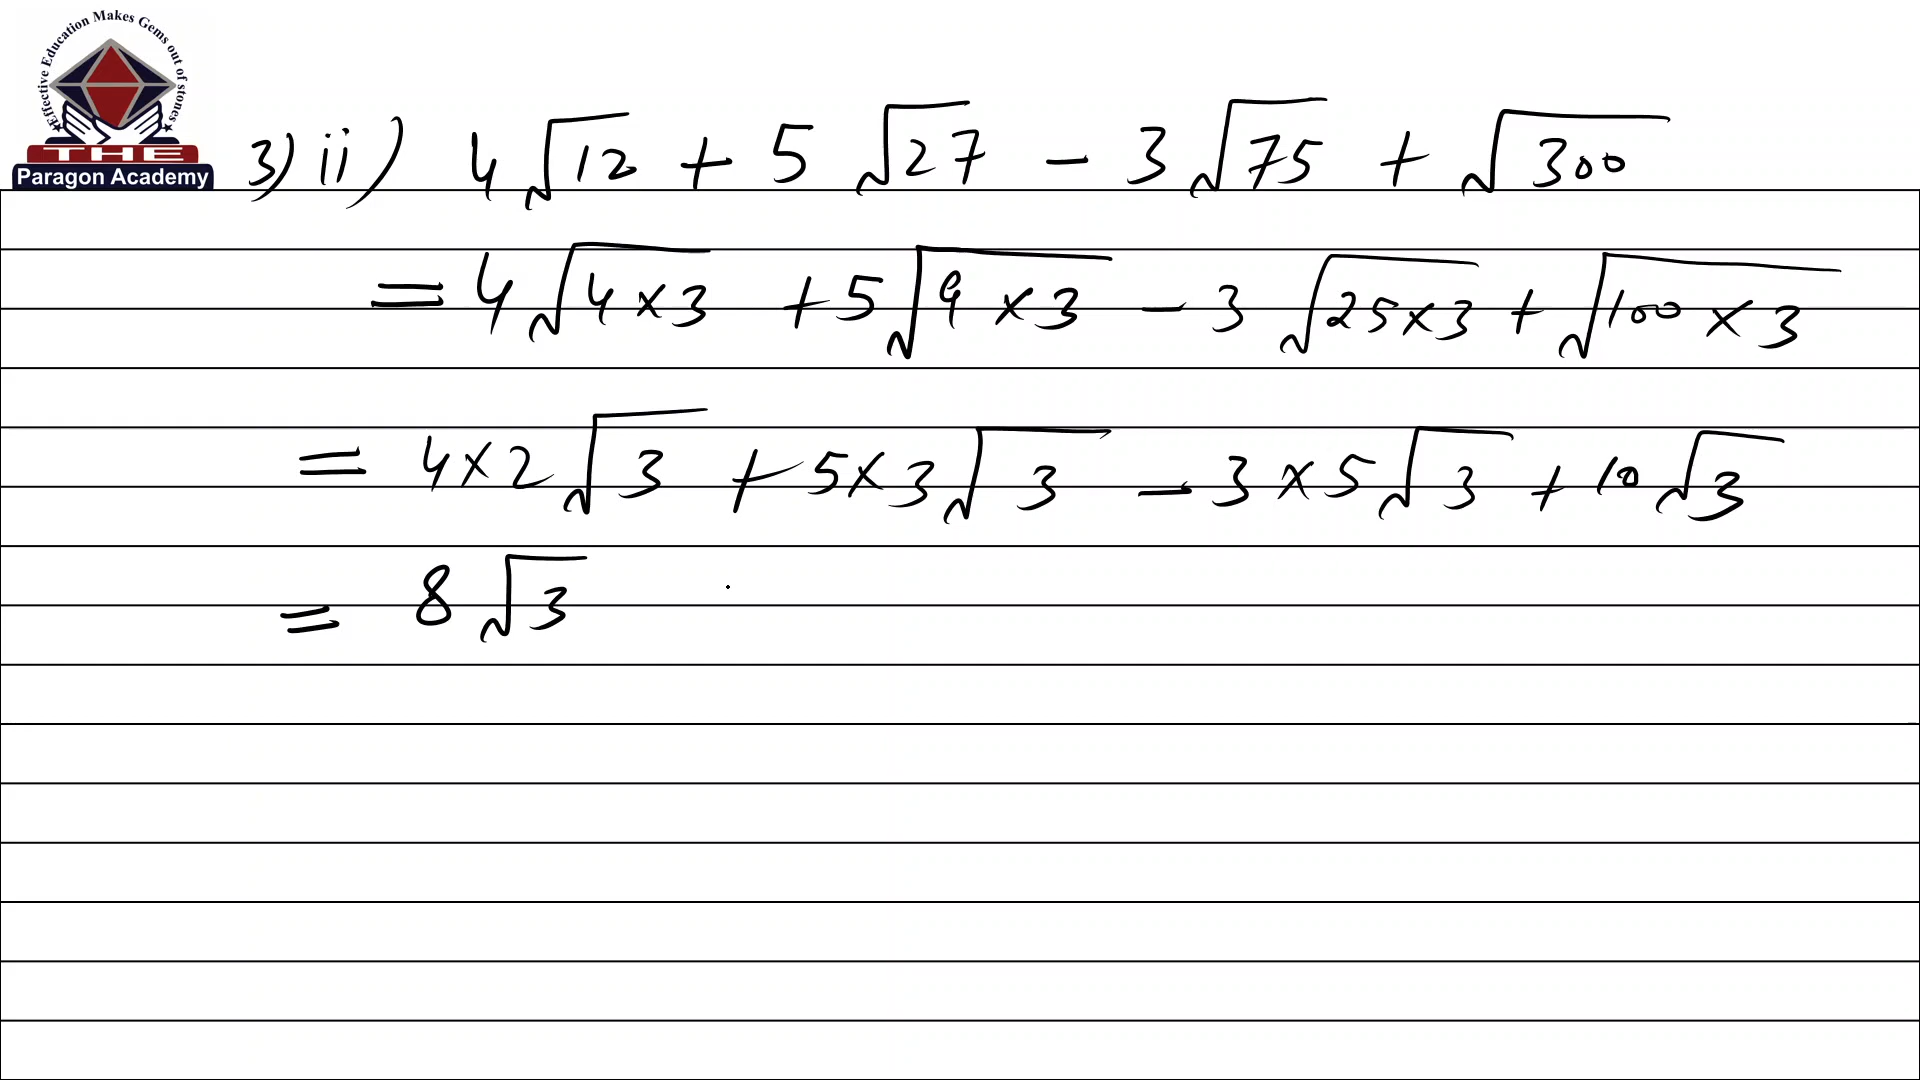 Effective Education Makes Gems out of stones
THE
Paragon Academy
3) ii) 4√12 + 5√27 - 3√75 + √300
= 4√4×3 + 5√9×3 - 3√25×3 + √100×3
= 4×2√3 + 5×3√3 - 3×5√3 + 10√3
= 8√3